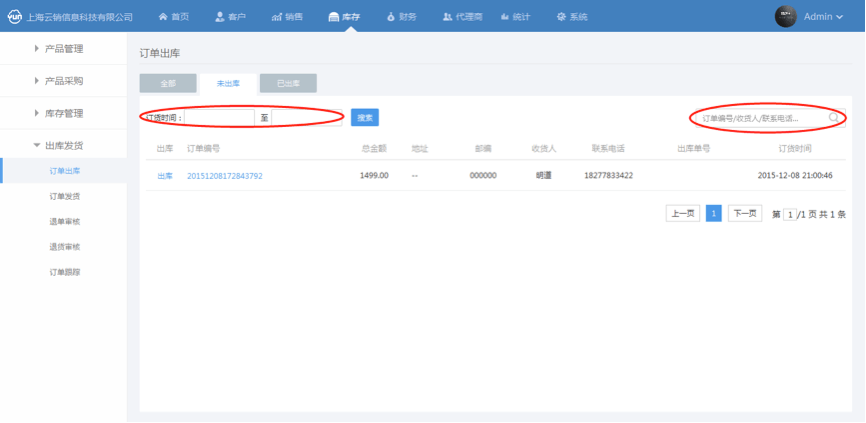 yun 上海云销信息科技有限公司 首页 客户 销售 库存 财务 代理商 统计 系统 Admin
产品管理
产品采购
库存管理
出库发货
订单出库
订单发货
退单审核
退货审核
订单跟踪
订单出库
全部 未出库 已出库
订货时间： 至 搜索 订单编号/收货人/联系电话...
出库 订单编号 总金额 地址 邮编 收货人 联系电话 出库单号 订货时间
出库 20151208172843792 1499.00 -- 000000 明潇 18277833422 2015-12-08 21:00:46
上一页 1 下一页 第 1 /1 页 共 1 条